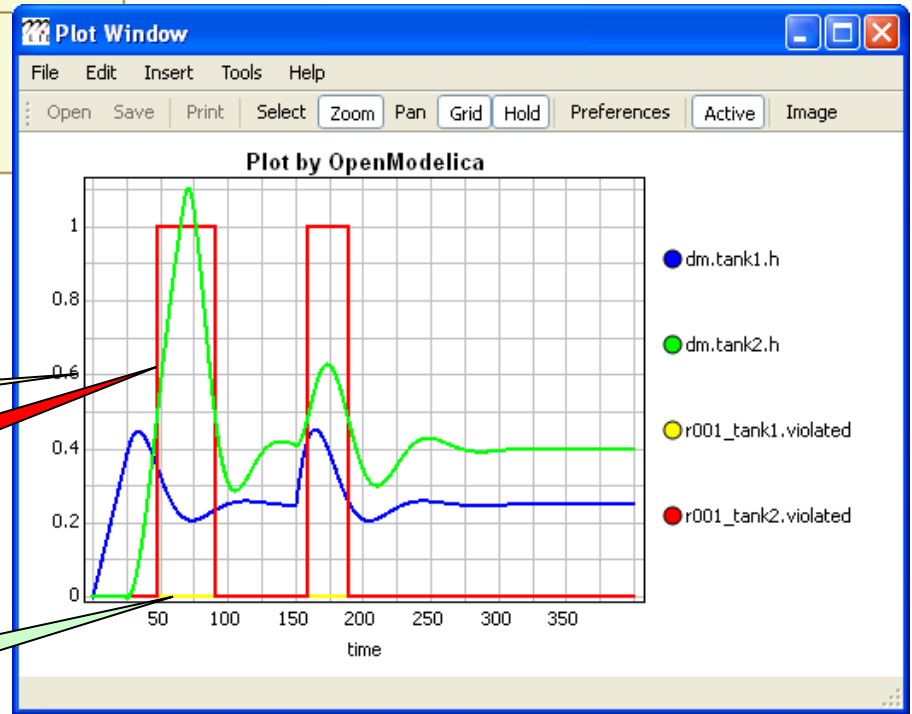 Plot Window
File Edit Insert Tools Help
Open Save Print Select Zoom Pan Grid Hold Preferences Active Image
Plot by OpenModelica
1
0.8
0.6
0.4
0.2
0
50 100 150 200 250 300 350
time
dm.tank1.h
dm.tank2.h
r001_tank1.violated
r001_tank2.violated